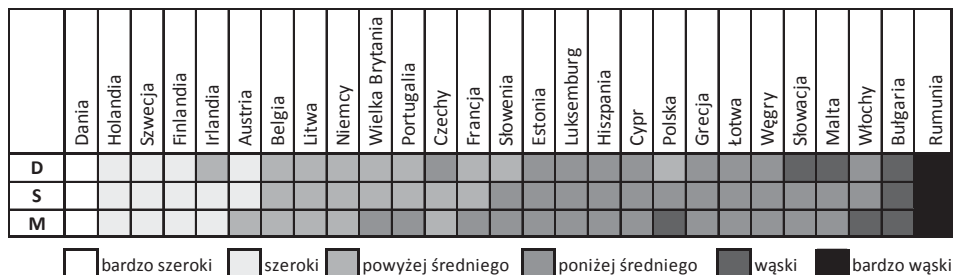 Dania Holandia Szwecja Finlandia Irlandia Austria Belgia Litwa Niemcy Wielka Brytania Portugalia Czechy Francja Słowenia Estonia Luksemburg Hiszpania Cypr Polska Grecja Łotwa Węgry Słowacja Malta Włochy Bułgaria Rumunia
D
S
M
bardzo szeroki szeroki powyżej średniego poniżej średniego wąski bardzo wąski